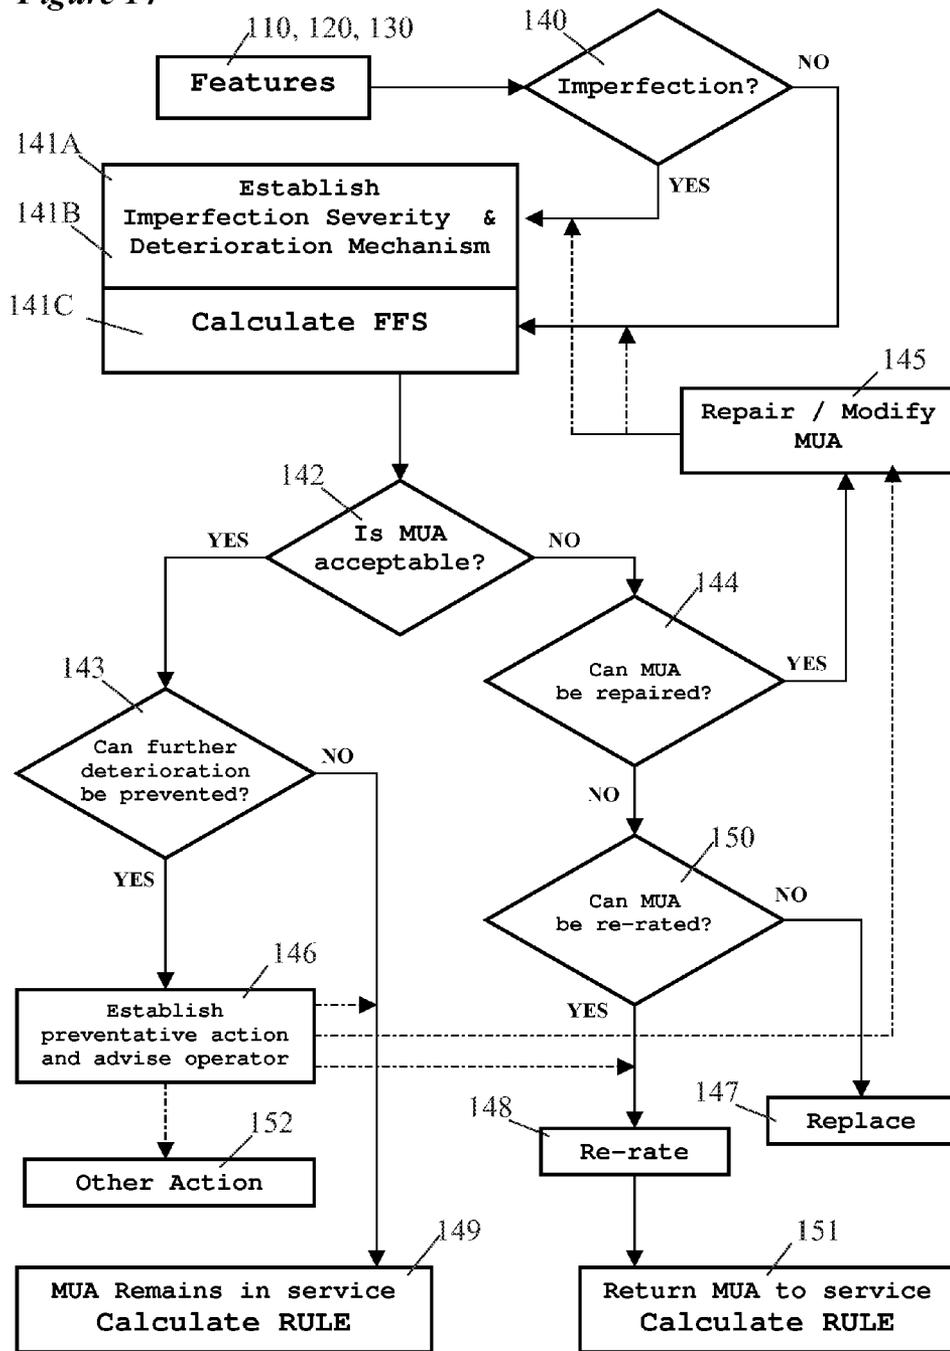 110, 120, 130
140
Features
Imperfection?
NO
YES
141A
141B
Establish
Imperfection Severity &
Deterioration Mechanism
141C
Calculate FFS
145
Repair / Modify
MUA
142
Is MUA
acceptable?
YES
NO
144
Can MUA
be repaired?
YES
NO
143
Can further
deterioration
be prevented?
NO
YES
150
Can MUA
be re-rated?
NO
YES
146
Establish
preventative action
and advise operator
147
Replace
148
Re-rate
152
Other Action
149
MUA Remains in service
Calculate RULE
151
Return MUA to service
Calculate RULE